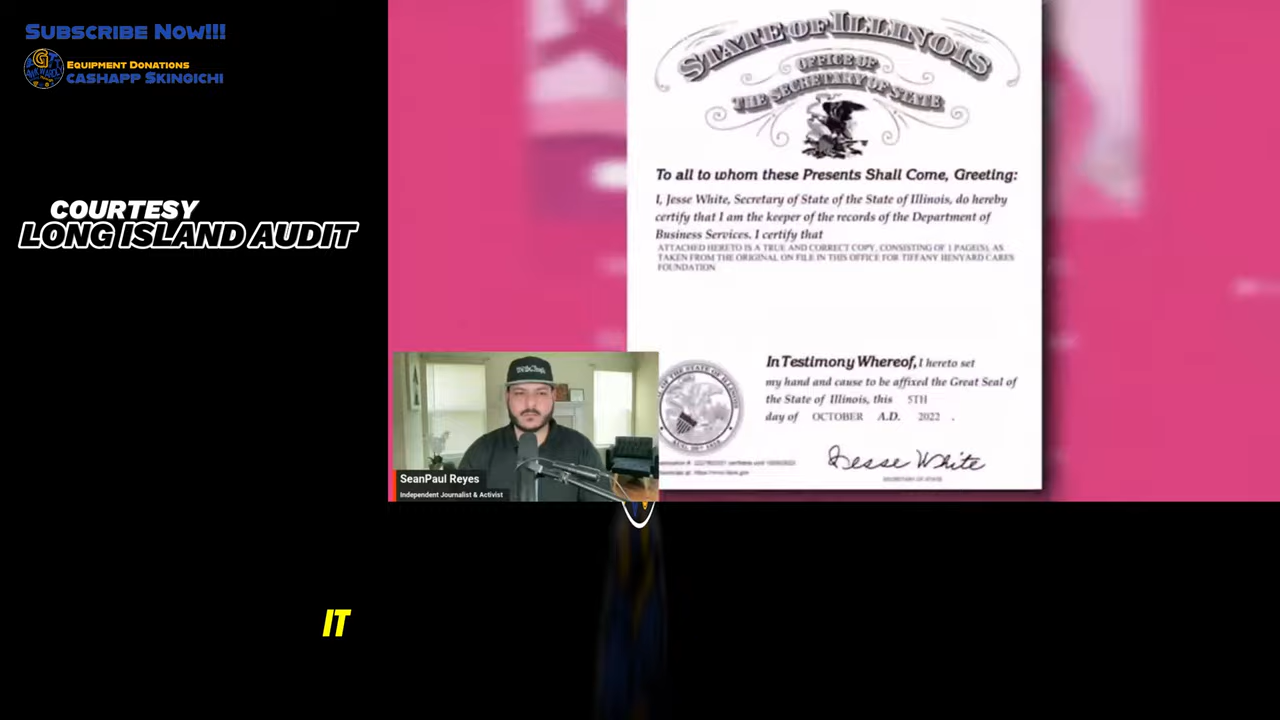 SUBSCRIBE NOW!!!
EQUIPMENT DONATIONS
CASHAPP SKINOICHI
COURTESY
LONG ISLAND AUDIT
STATE OF ILLINOIS
OFFICE OF
THE SECRETARY OF STATE
To all to whom these Presents Shall Come, Greeting:
I, Jesse White, Secretary of State of the State of Illinois, do hereby
certify that I am the keeper of the records of the Department of
Business Services. I certify that
ATTACHED HERETO IS A TRUE AND CORRECT COPY, CONSISTING OF 1 PAGE(S), AS
TAKEN FROM THE ORIGINAL ON FILE IN THIS OFFICE FOR TIFFANY HENYARD CARES
FOUNDATION
In Testimony Whereof, I hereto set
my hand and cause to be affixed the Great Seal of
the State of Illinois, this 5TH
day of OCTOBER A.D. 2022 .
Jesse White
SECRETARY OF STATE
SeanPaul Reyes
Independent Journalist & Activist
IT